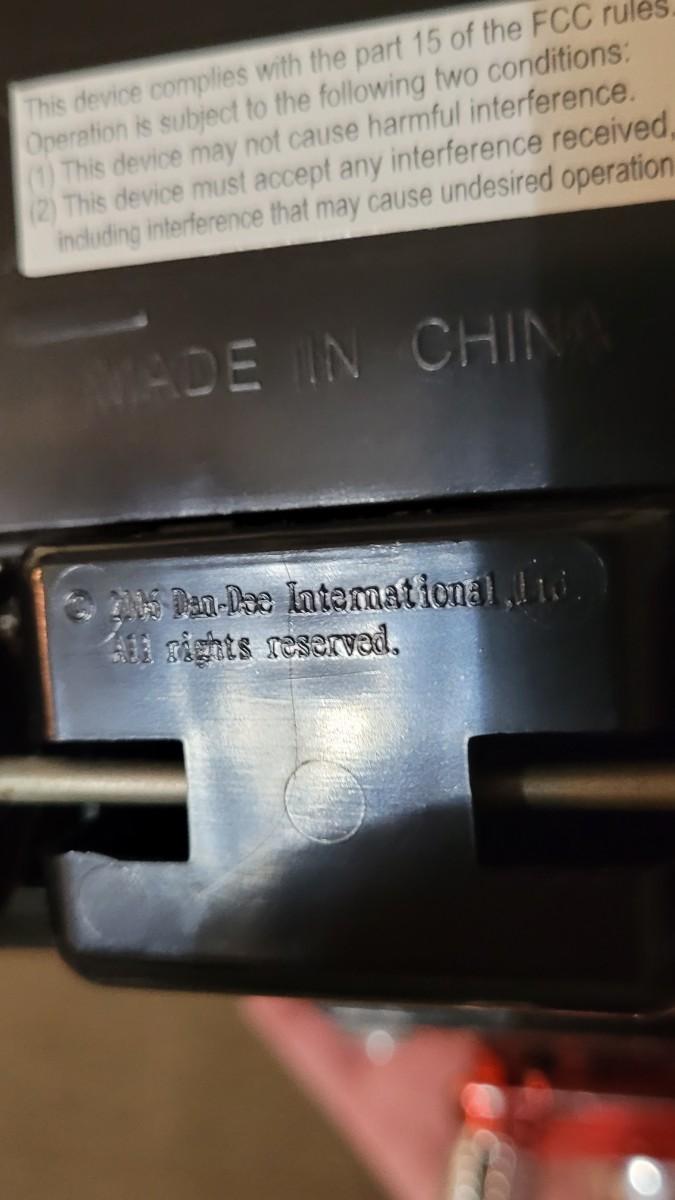 This device complies with the part 15 of the FCC rules.
Operation is subject to the following two conditions:
(1) This device may not cause harmful interference.
(2) This device must accept any interference received,
including interference that may cause undesired operation
MADE IN CHINA
© 2006 Dan-Dee International ,Ltd.
All rights reserved.